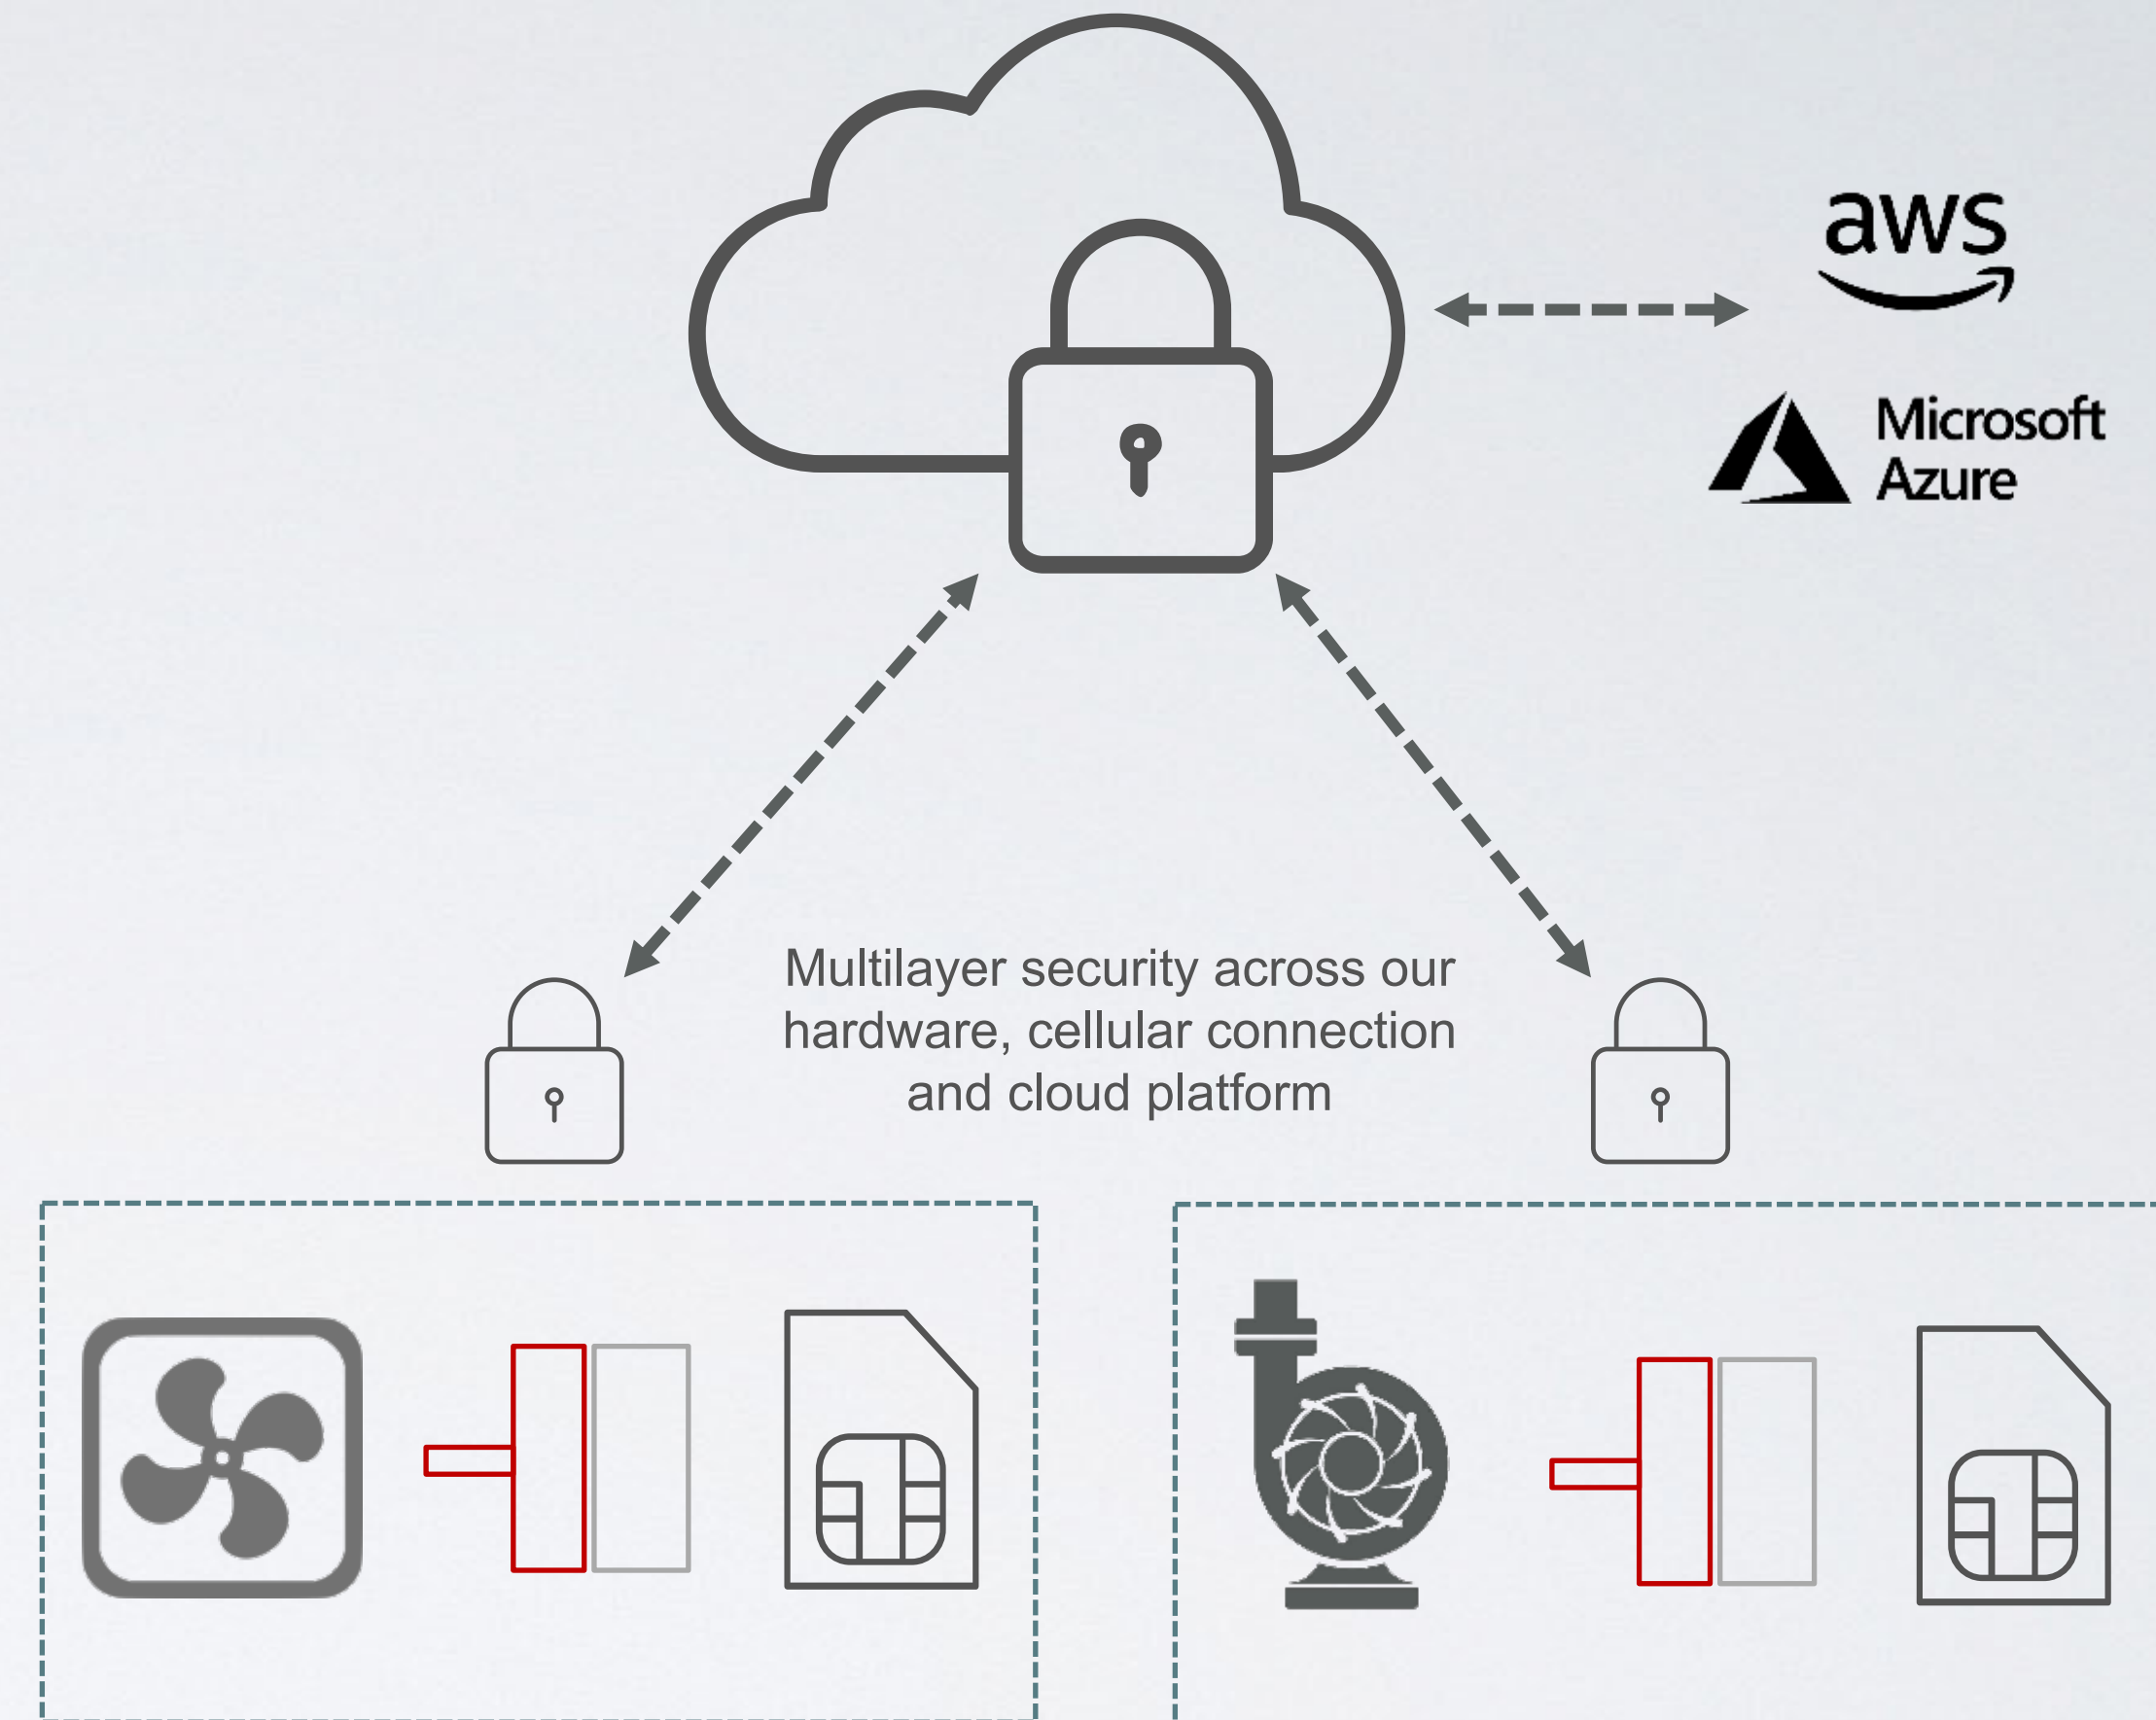 aws
Microsoft
Azure
Multilayer security across our
hardware, cellular connection
and cloud platform